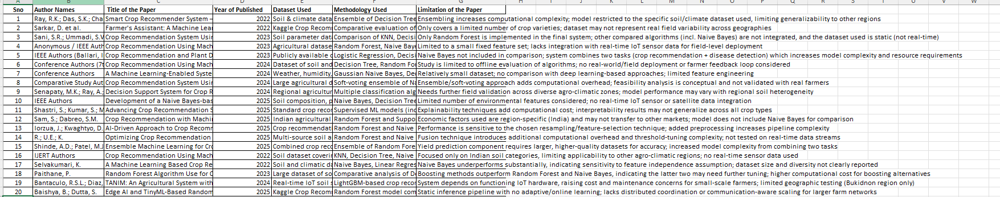 A B C D E F G H I J K L M N O P Q R S T U V W
Sno Author Names Title of the Paper Year of Published Dataset Used Methodology Used Limitation of the Paper
1 Ray, R.K.; Das, S.K.; Cha Smart Crop Recommender System – 2022 Soil & climate data Ensemble of Decision Tree Ensembling increases computational complexity; model restricted to the specific soil/climate dataset used, limiting generalizability to other regions
2 Sarkar, D. et al. Farmer's Assistant: A Machine Lear 2022 Kaggle Crop Recom Comparative evaluation of Only covers a limited number of crop varieties; dataset may not represent real field variability across geographies
3 Sani, S.R.; Ummadi, S.V Crop Recommendation System Usin 2023 Soil parameter dat Comparison of KNN, Decisi Only Random Forest is implemented in the final system; other compared algorithms (incl. Naive Bayes) are not integrated, and the dataset used is static (not real-time)
4 Anonymous / IEEE Auth Crop Recommendation Using Mach 2023 Agricultural datase Random Forest, Naive Baye Limited to a small fixed feature set; lacks integration with real-time IoT sensor data for field-level deployment
5 IEEE Authors (Ballari, I Crop Recommendation and Plant D 2023 Publicly available c Logistic Regression, Decisi Naive Bayes not included in comparison; system combines two tasks (crop recommendation + disease detection) which increases model complexity and resource requirements
6 Conference Authors (7t Crop Recommendation Using Mach 2024 Dataset of soil and Decision Tree, Random Fo Study is limited to offline evaluation of algorithms; no real-world/field deployment or farmer feedback loop considered
7 Conference Authors A Machine Learning-Enabled Syste 2024 Weather, humidity, Gaussian Naive Bayes, Dec Relatively small dataset; no comparison with deep learning-based approaches; limited feature engineering
8 Comparative Study Aut Crop Recommendation System Usin 2024 Large agricultural d Soft-voting ensemble of Na Ensemble/soft-voting approach adds computational overhead; feasibility analysis is conceptual and not validated with real farmers
9 Senapaty, M.K.; Ray, A.; Decision Support System for Crop R 2024 Regional agricultur Multiple classification alg Needs further field validation across diverse agro-climatic zones; model performance may vary with regional soil heterogeneity
10 IEEE Authors Development of a Naive Bayes-bas 2025 Soil composition, p Naive Bayes, Decision Tree Limited number of environmental features considered; no real-time IoT sensor or satellite data integration
11 Shastri, S.; Kumar, S.; M Advancing Crop Recommendation S 2025 Standard crop recor Supervised ML models (inc Explainability techniques add computational cost; interpretability results may not generalize across all crop types
12 Sam, S.; Dabreo, S.M. Crop Recommendation with Machi 2025 Indian agricultural Random Forest and Suppo Economic factors used are region-specific (India) and may not transfer to other markets; model does not include Naive Bayes for comparison
13 Iorzua, J.; Kwaghtyo, D. AI-Driven Approach to Crop Recomr 2025 Crop recommendati Random Forest and Naive Performance is sensitive to the chosen resampling/feature-selection technique; added preprocessing increases pipeline complexity
14 R.; U.E.; K. Optimizing Crop Recommendation 2025 Multi-source soil a Random Forest and Naive Fusion technique introduces additional computational overhead and threshold-tuning complexity; not tested on real-time data streams
15 Shinde, A.D.; Patel, M.J Ensemble Machine Learning for Cro 2025 Combined crop reco Ensemble of Random Fore Yield prediction component requires larger, higher-quality datasets for accuracy; increased model complexity from combining two tasks
16 IJERT Authors Crop Recommendation Using Mach 2022 Soil dataset coverin KNN, Decision Tree, Naive Focused only on Indian soil categories, limiting applicability to other agro-climatic regions; no real-time sensor data used
17 Selvakumari, K. A Machine Learning Based Crop Re 2022 Soil and climatic da Naive Bayes, Linear Regres Naive Bayes underperforms substantially, indicating sensitivity to feature independence assumption; dataset size and diversity not clearly reported
18 Paithane, P. Random Forest Algorithm Use for C 2023 Large dataset of so Comparative analysis of De Boosting methods outperform Random Forest and Naive Bayes, indicating the latter two may need further tuning; higher computational cost for boosting alternatives
19 Bantaculo, R.S.L.; Diaz, TANIM: An Agricultural System with 2024 Real-time IoT soil s LightGBM-based crop recor System depends on functioning IoT hardware, raising cost and maintenance concerns for small-scale farmers; limited geographic testing (Bukidnon region only)
20 Baishya, B.; Dutta, S. Edge AI and TinyML-Based Random 2025 Kaggle Crop Recom Random Forest model com Static inference pipeline with no adaptive/online learning; lacks distributed coordination or communication-aware scaling for larger farm networks